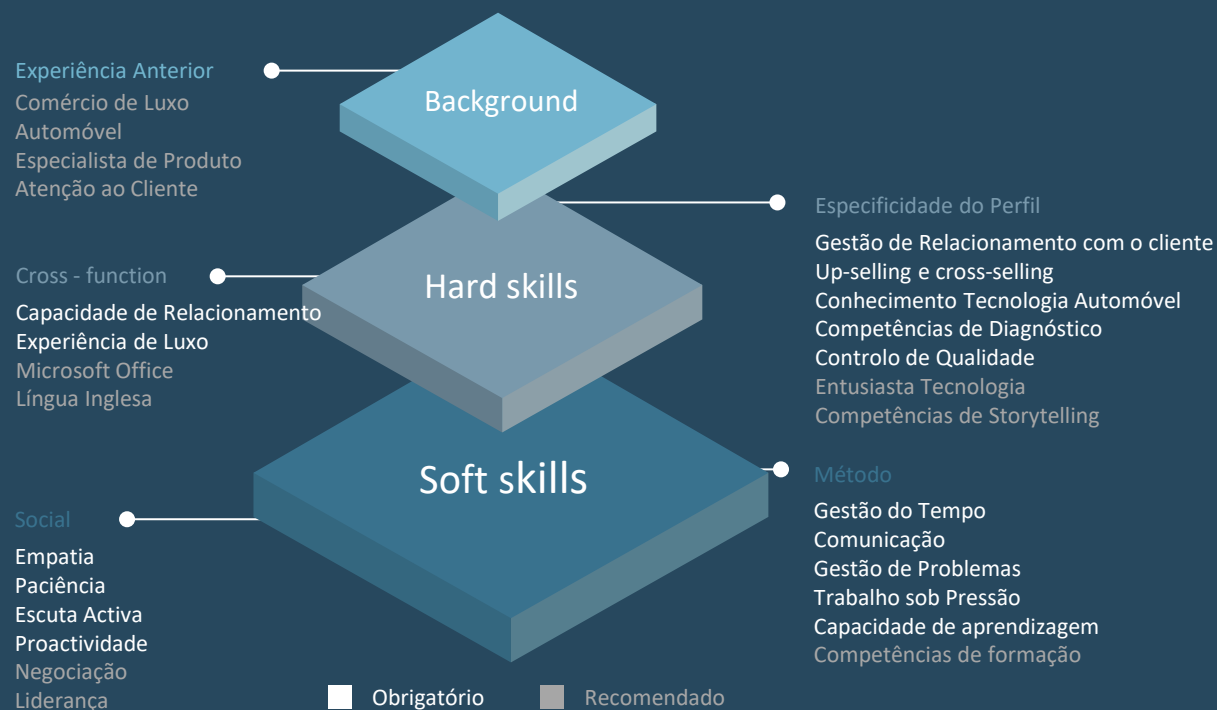 Background
Experiência Anterior
Comércio de Luxo
Automóvel
Especialista de Produto
Atenção ao Cliente
Hard skills
Cross - function
Capacidade de Relacionamento
Experiência de Luxo
Microsoft Office
Língua Inglesa
Especificidade do Perfil
Gestão de Relacionamento com o cliente
Up-selling e cross-selling
Conhecimento Tecnologia Automóvel
Competências de Diagnóstico
Controlo de Qualidade
Entusiasta Tecnologia
Competências de Storytelling
Soft skills
Social
Empatia
Paciência
Escuta Activa
Proactividade
Negociação
Liderança
Método
Gestão do Tempo
Comunicação
Gestão de Problemas
Trabalho sob Pressão
Capacidade de aprendizagem
Competências de formação
Obrigatório
Recomendado